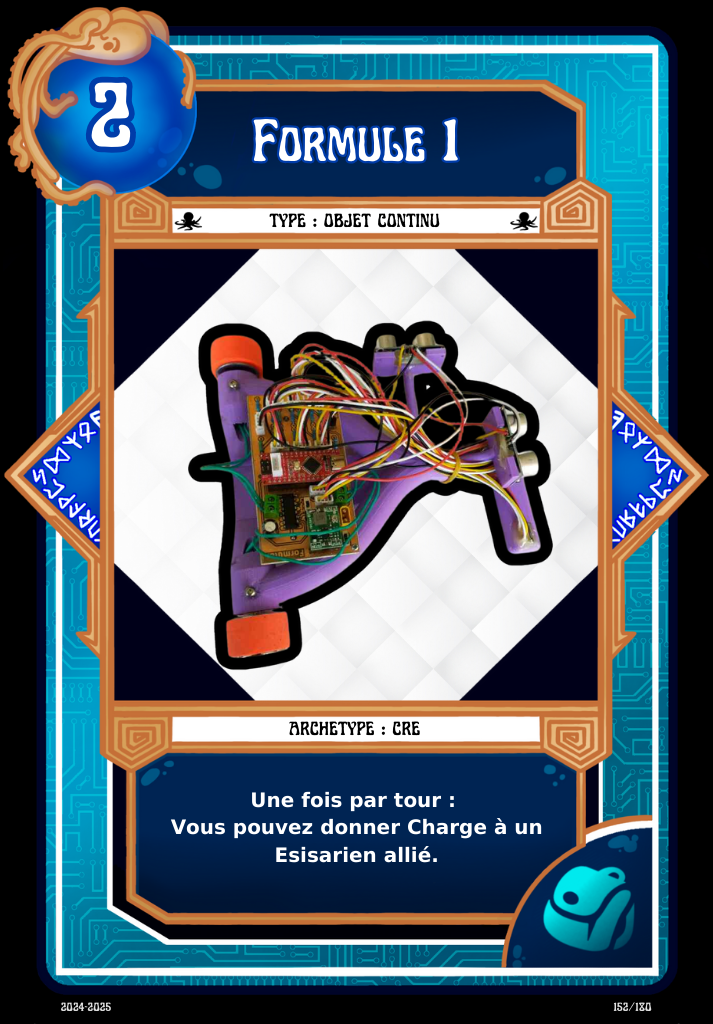 2
FORMULE 1
TYPE : OBJET CONTINU
ARCHETYPE : CRE
Une fois par tour :
Vous pouvez donner Charge à un
Esisarien allié.
2024-2025
152/180